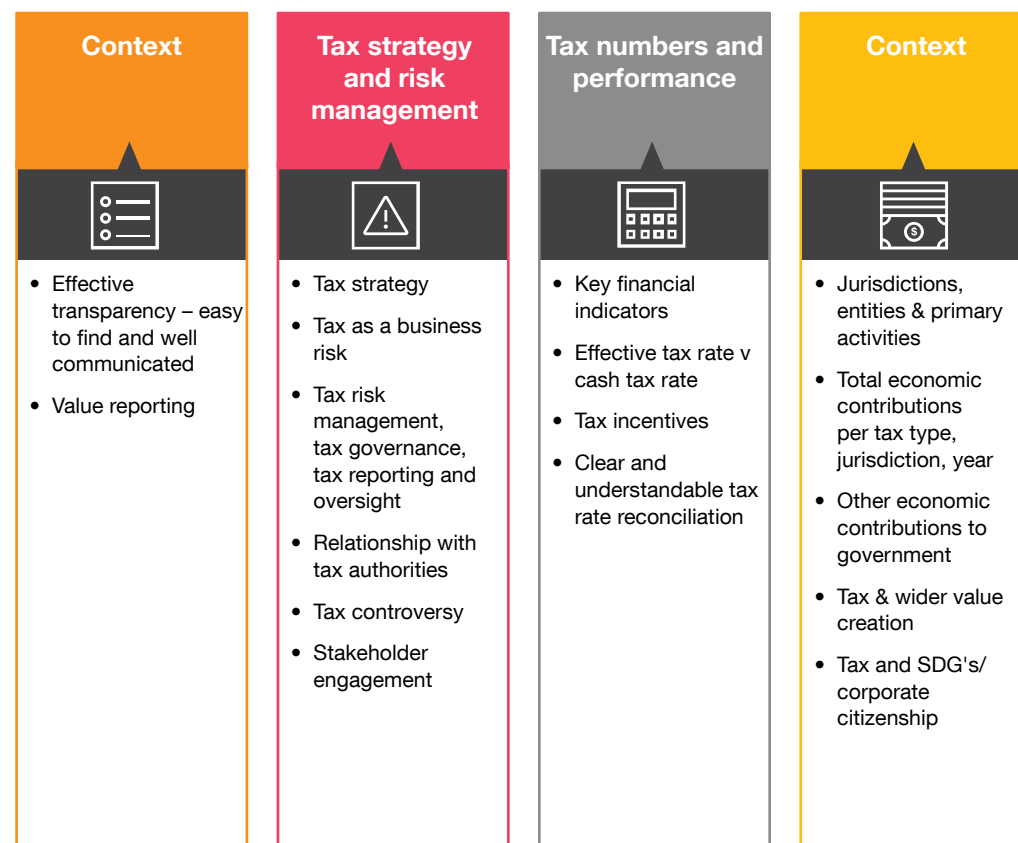 Context
• Effective
transparency – easy
to find and well
communicated
• Value reporting
Tax strategy
and risk
management
• Tax strategy
• Tax as a business
risk
• Tax risk
management,
tax governance,
tax reporting and
oversight
• Relationship with
tax authorities
• Tax controversy
• Stakeholder
engagement
Tax numbers and
performance
• Key financial
indicators
• Effective tax rate v
cash tax rate
• Tax incentives
• Clear and
understandable tax
rate reconciliation
Context
$
• Jurisdictions,
entities & primary
activities
• Total economic
contributions
per tax type,
jurisdiction, year
• Other economic
contributions to
government
• Tax & wider value
creation
• Tax and SDG's/
corporate
citizenship